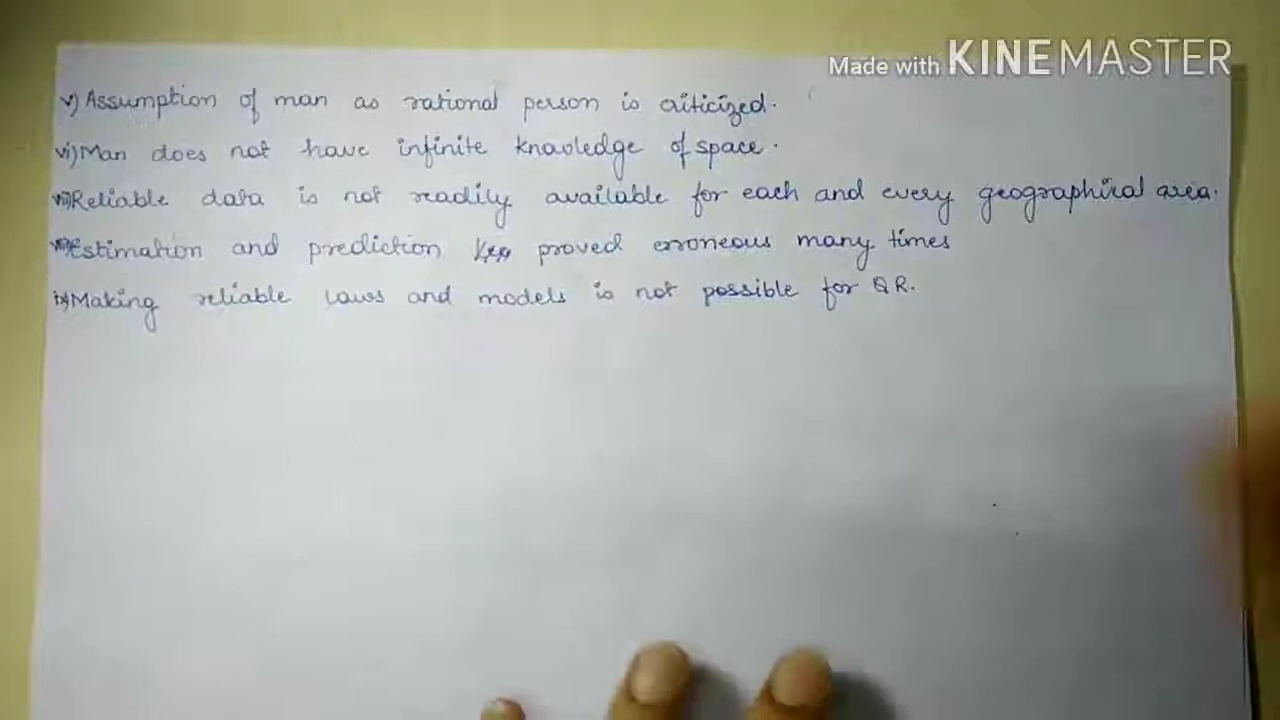 Made with KINEMASTER
v) Assumption of man as rational person is criticized.
vi) Man does not have infinite knowledge of space.
vii) Reliable data is not readily available for each and every geographical area.
viii) Estimation and prediction proved erroneous many times
ix) Making reliable laws and models is not possible for QR.